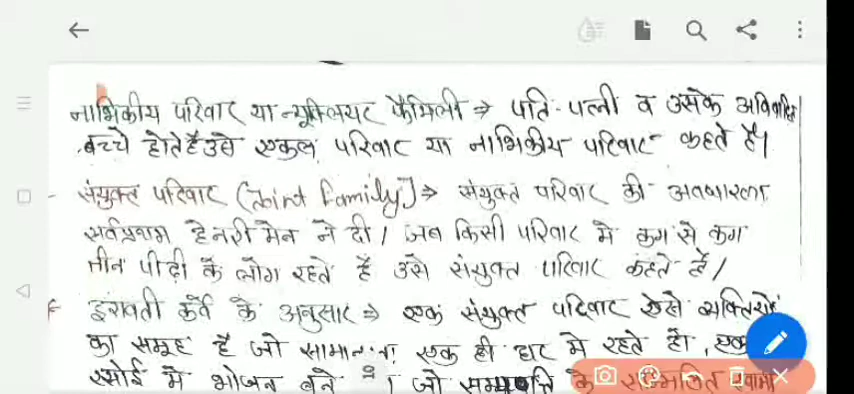 नाभिकीय परिवार या न्यूक्लियर फैमिली ⇒ पति-पत्नी व उसके अविवाहित
बच्चे होते है उसे एकल परिवार या नाभिकीय परिवार कहते है।
संयुक्त परिवार (Joint Family) ⇒ संयुक्त परिवार की अवधारणा
सर्वप्रथम हेनरी मेन ने दी। जब किसी परिवार मे कम से कम
तीन पीढ़ी के लोग रहते है उसे संयुक्त परिवार कहते है।
इरावती कर्वे के अनुसार ⇒ एक संयुक्त परिवार ऐसे व्यक्तियों
का समूह है जो सामान्यतः एक ही घर मे रहते हो, एक
रसोई मे भोजन बने जो सम्पत्ति के सम्मिलित स्वामी